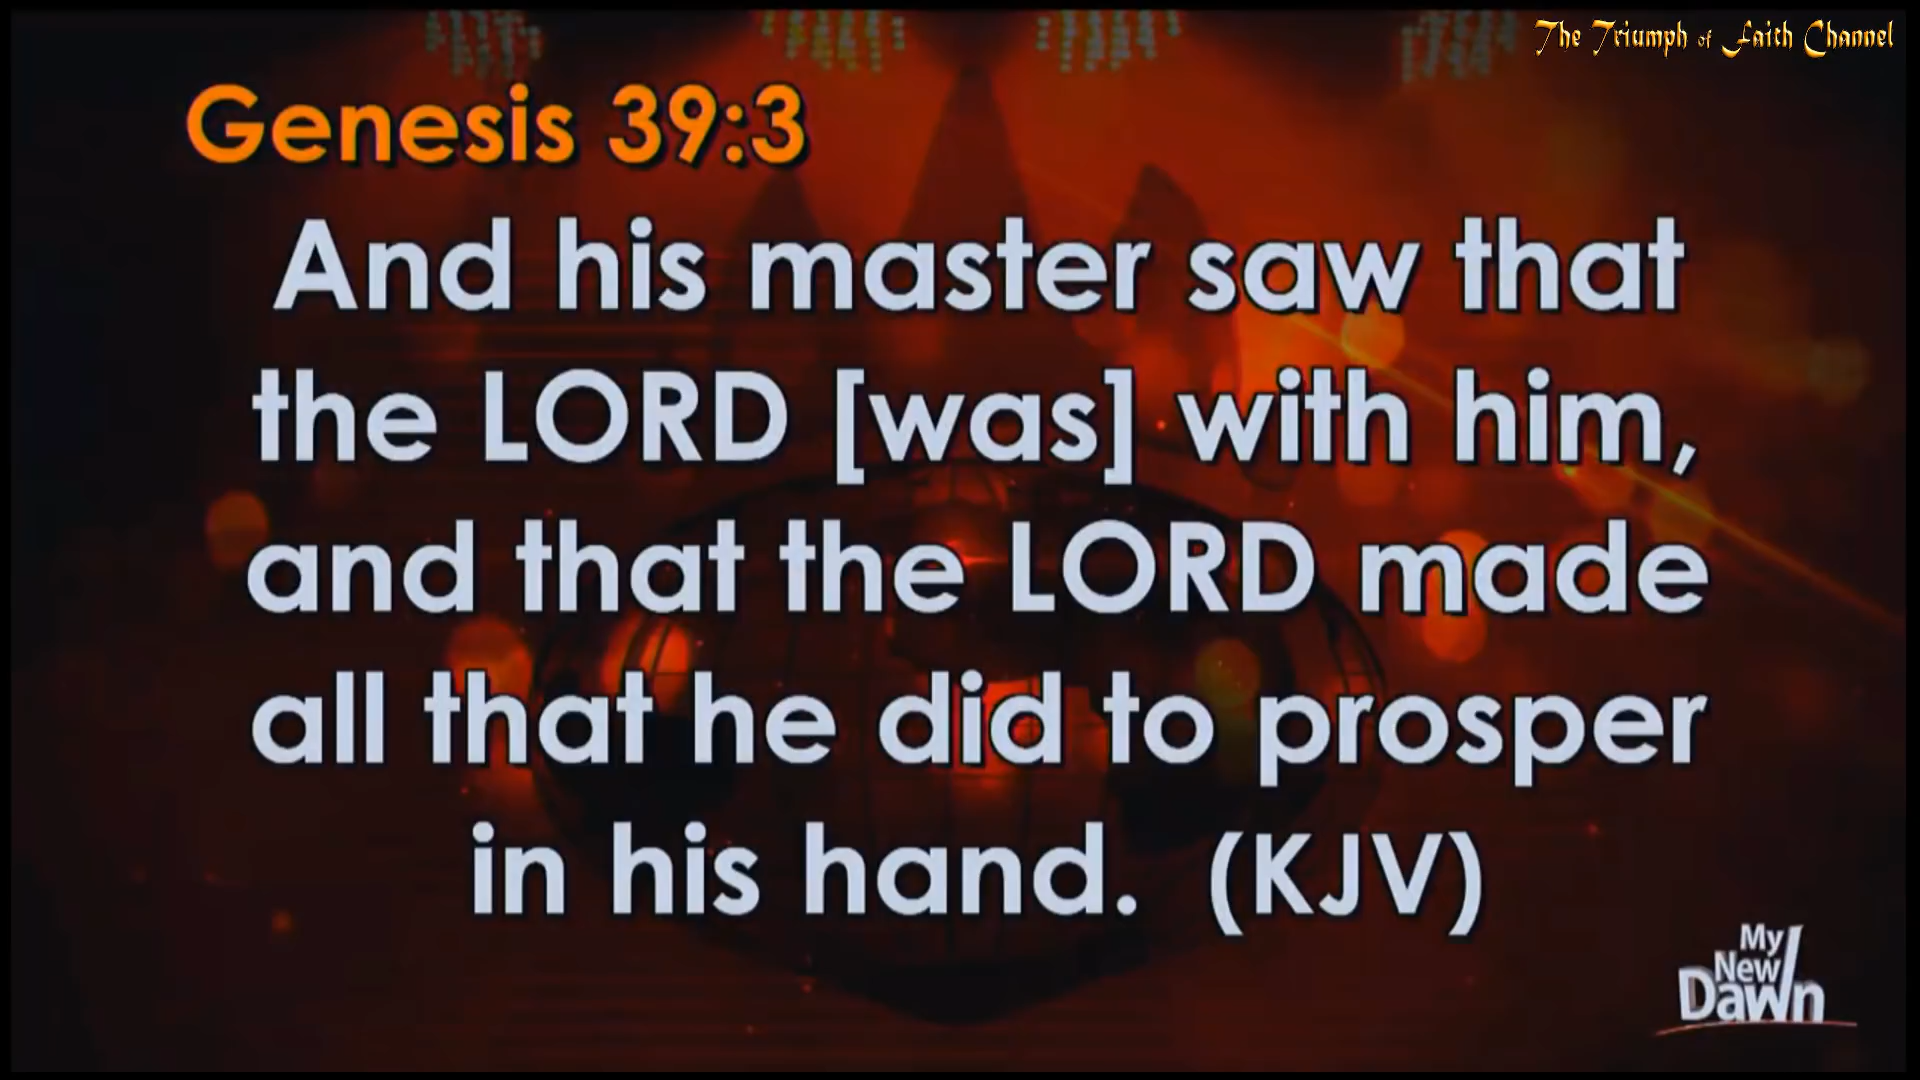 The Triumph of Faith Channel
Genesis 39:3
And his master saw that
the LORD [was] with him,
and that the LORD made
all that he did to prosper
in his hand. (KJV)
My
New
Dawn